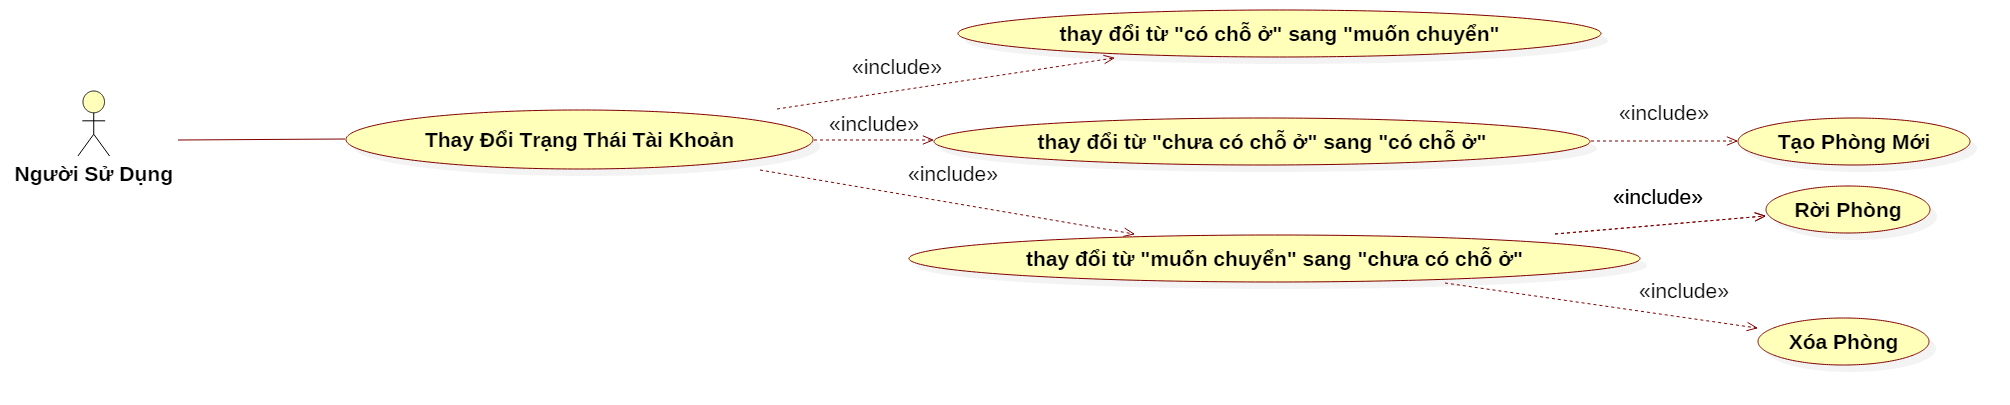 thay đổi từ "có chỗ ở" sang "muốn chuyển"
«include»
«include»
Thay Đổi Trạng Thái Tài Khoản
thay đổi từ "chưa có chỗ ở" sang "có chỗ ở"
«include»
Tạo Phòng Mới
Người Sử Dụng
«include»
«include»
Rời Phòng
thay đổi từ "muốn chuyển" sang "chưa có chỗ ở"
«include»
Xóa Phòng